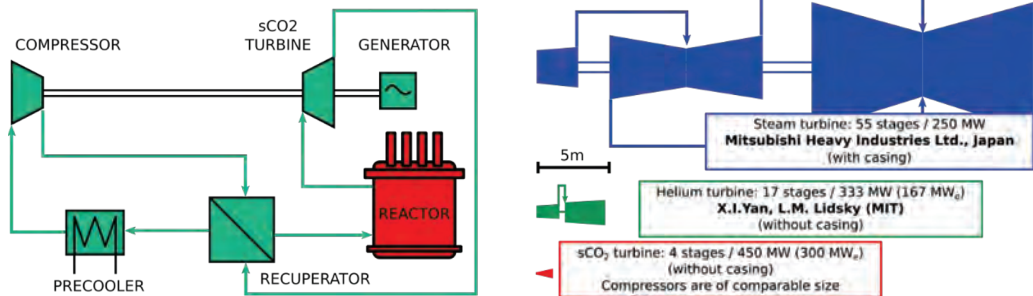 sCO2
COMPRESSOR
TURBINE
GENERATOR
REACTOR
PRECOOLER
RECUPERATOR
Steam turbine: 55 stages / 250 MW
Mitsubishi Heavy Industries Ltd., Japan
(with casing)
5m
Helium turbine: 17 stages / 333 MW (167 MWₑ)
X.I.Yan, L.M. Lidsky (MIT)
(without casing)
sCO₂ turbine: 4 stages / 450 MW (300 MWₑ)
(without casing)
Compressors are of comparable size